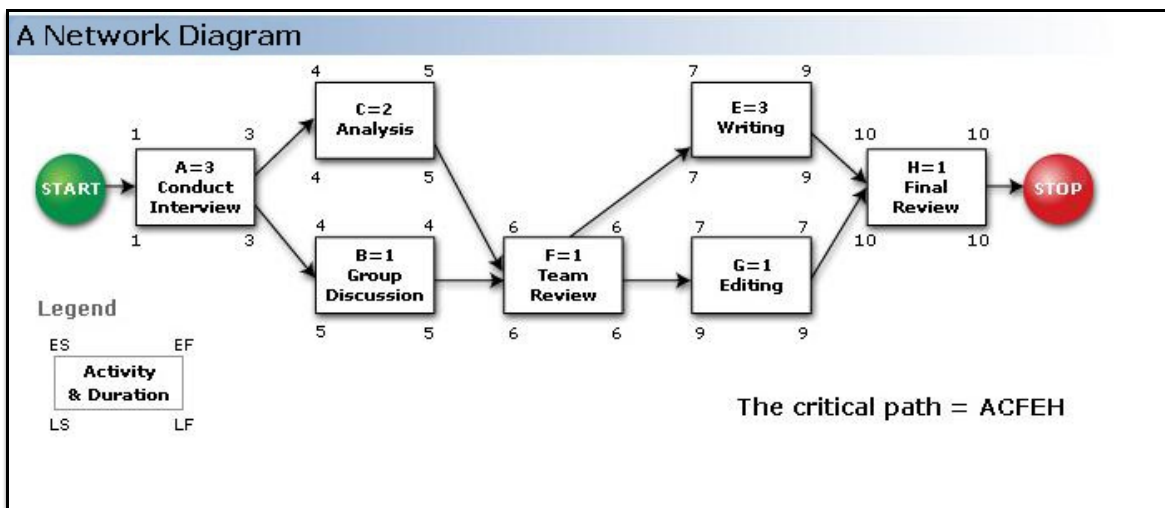 A Network Diagram
4 5
C=2
Analysis
4 5
7 9
E=3
Writing
7 9
1 3
A=3
Conduct
Interview
1 3
START
10 10
H=1
Final
Review
10 10
STOP
4 4
B=1
Group
Discussion
5 5
6 6
F=1
Team
Review
6 6
7 7
G=1
Editing
9 9
Legend
ES EF
Activity
& Duration
LS LF
The critical path = ACFEH